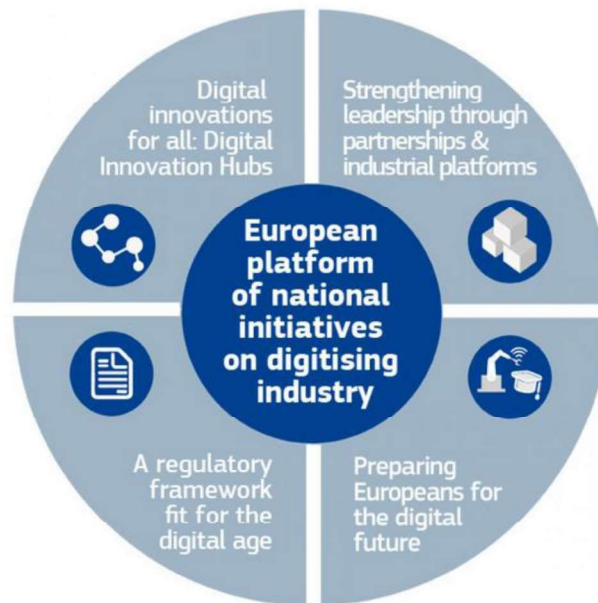 Digital
innovations
for all: Digital
Innovation Hubs
Strengthening
leadership through
partnerships &
industrial platforms
European
platform
of national
initiatives
on digitising
industry
A regulatory
framework
fit for the
digital age
Preparing
Europeans for
the digital
future